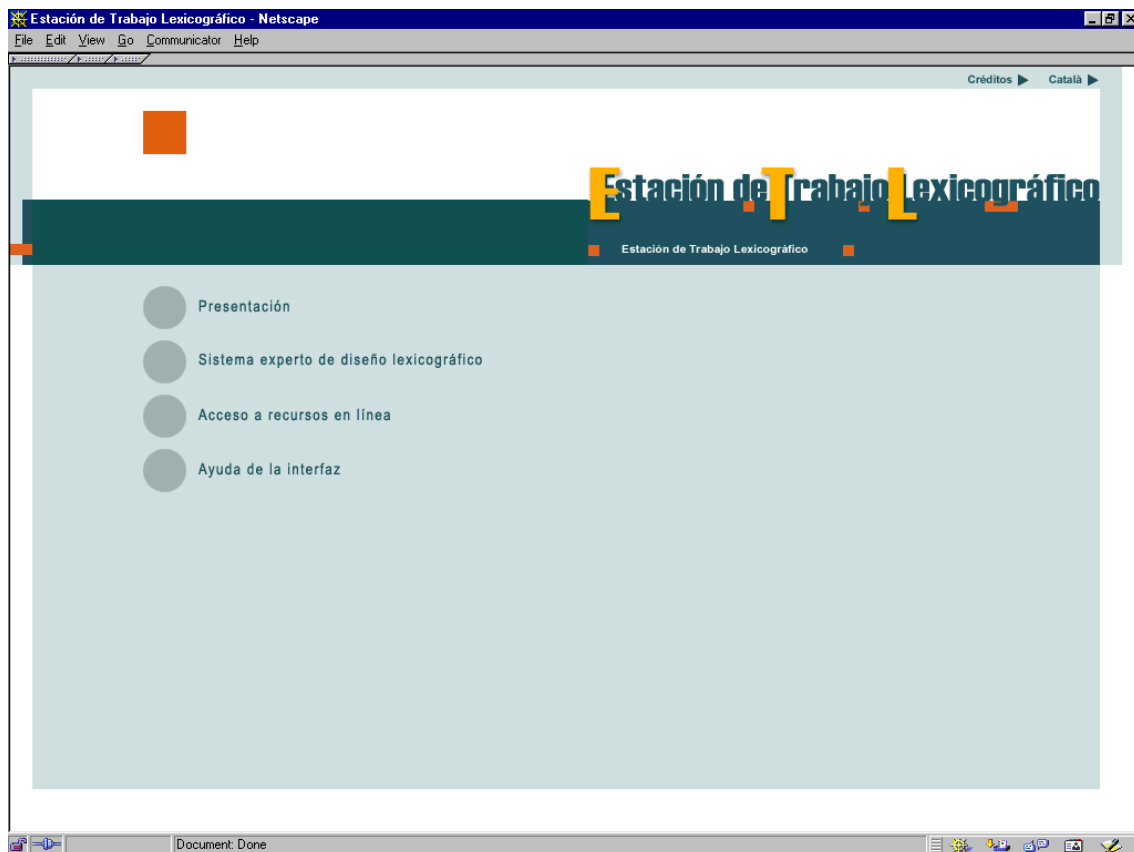 Estación de Trabajo Lexicográfico - Netscape
File Edit View Go Communicator Help
Créditos Català
Estación de Trabajo Lexicográfico
Estación de Trabajo Lexicográfico
Presentación
Sistema experto de diseño lexicográfico
Acceso a recursos en línea
Ayuda de la interfaz
Document: Done